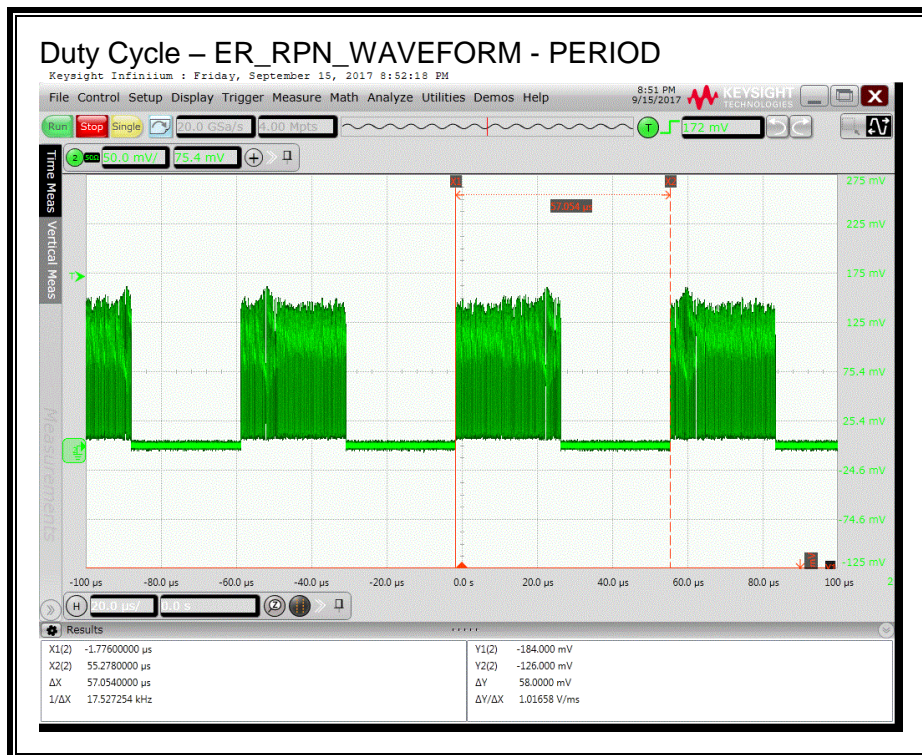 Duty Cycle – ER_RPN_WAVEFORM - PERIOD
Keysight Infiniium : Friday, September 15, 2017 8:52:18 PM
File Control Setup Display Trigger Measure Math Analyze Utilities Demos Help
8:51 PM
9/15/2017
KEYSIGHT
TECHNOLOGIES
Run Stop Single 20.0 GSa/s 4.00 Mpts T 172 mV
Time Meas
Vertical Meas
Measurements
2 50Ω 50.0 mV/ 75.4 mV
X1 X2
57.054 µs
T
275 mV
225 mV
175 mV
125 mV
75.4 mV
25.4 mV
-24.6 mV
-74.6 mV
-125 mV
-100 µs -80.0 µs -60.0 µs -40.0 µs -20.0 µs 0.0 s 20.0 µs 40.0 µs 60.0 µs 80.0 µs 100 µs 2
H 20.0 µs/ 0.0 s
Results
X1(2) -1.77600000 µs
X2(2) 55.2780000 µs
ΔX 57.0540000 µs
1/ΔX 17.527254 kHz
Y1(2) -184.000 mV
Y2(2) -126.000 mV
ΔY 58.0000 mV
ΔY/ΔX 1.01658 V/ms